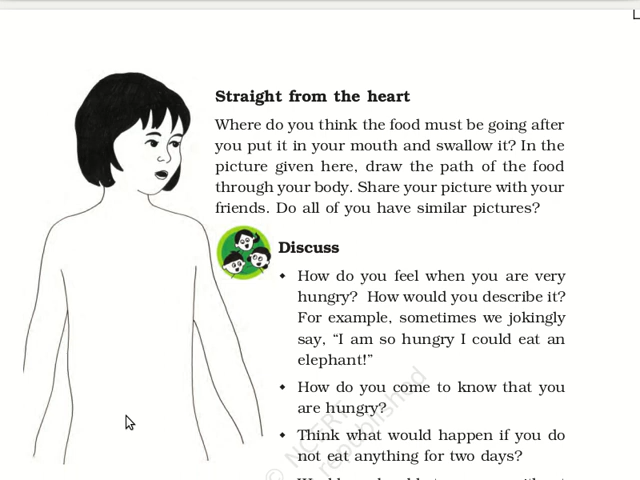 Straight from the heart
Where do you think the food must be going after
you put it in your mouth and swallow it? In the
picture given here, draw the path of the food
through your body. Share your picture with your
friends. Do all of you have similar pictures?
Discuss
• How do you feel when you are very
hungry? How would you describe it?
For example, sometimes we jokingly
say, “I am so hungry I could eat an
elephant!”
• How do you come to know that you
are hungry?
• Think what would happen if you do
not eat anything for two days?
© NCERT
republished